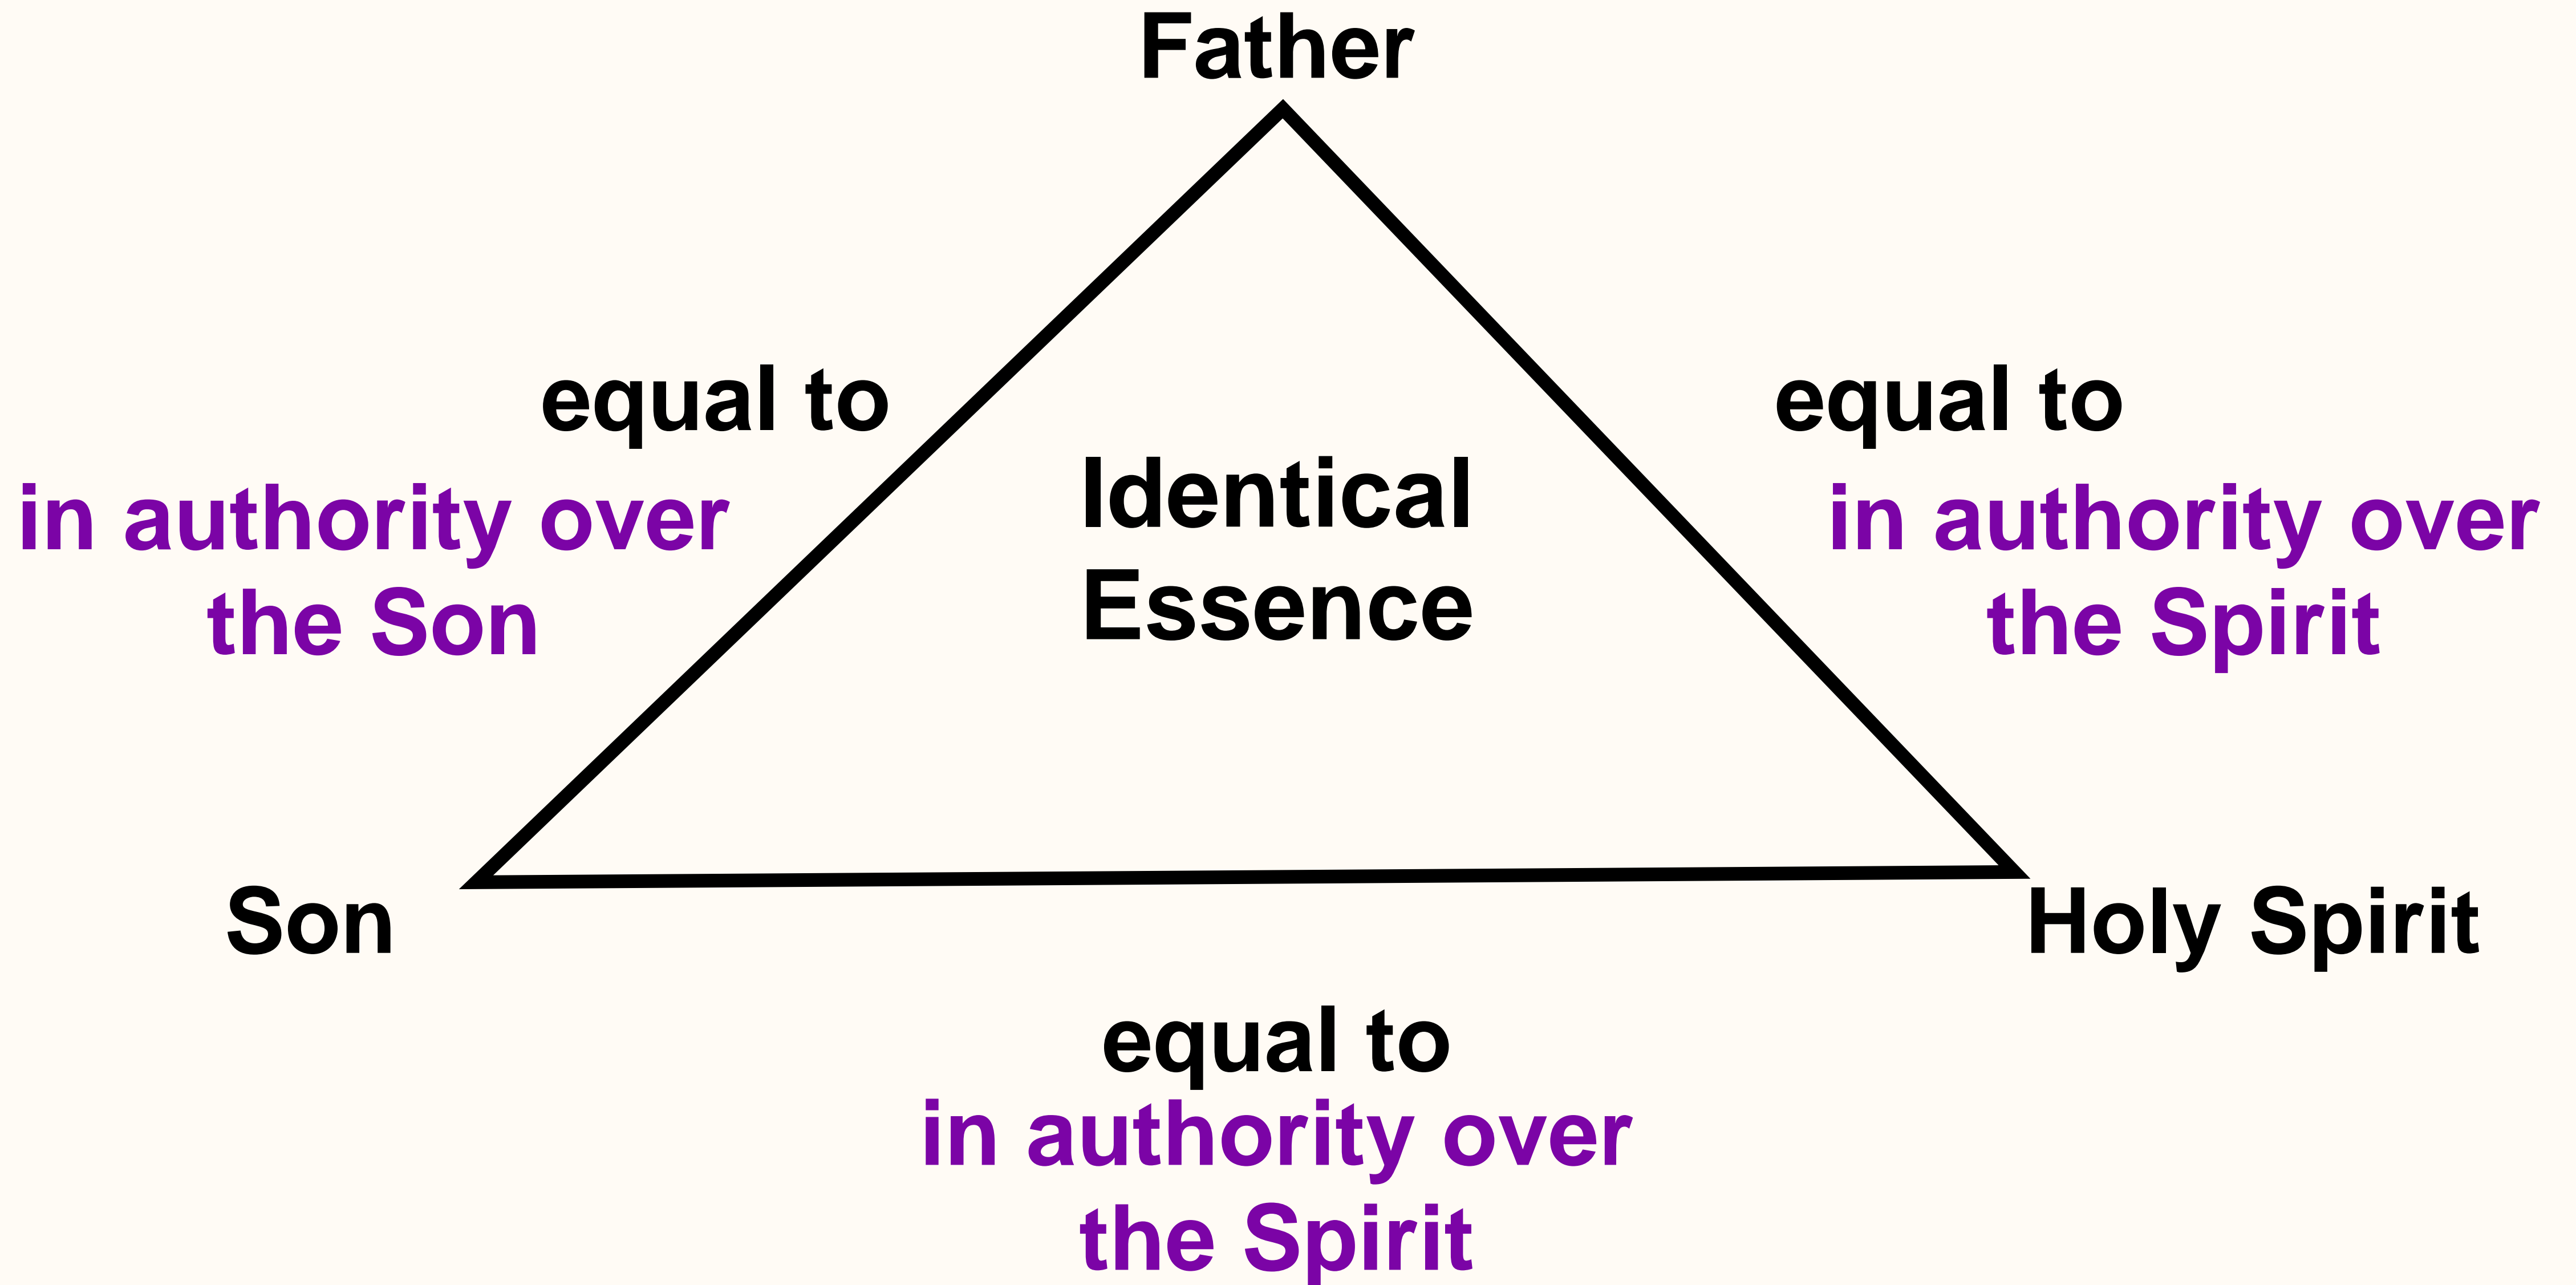 Father
equal to
equal to
in authority over
the Son
Identical
Essence
in authority over
the Spirit
Son
Holy Spirit
equal to
in authority over
the Spirit